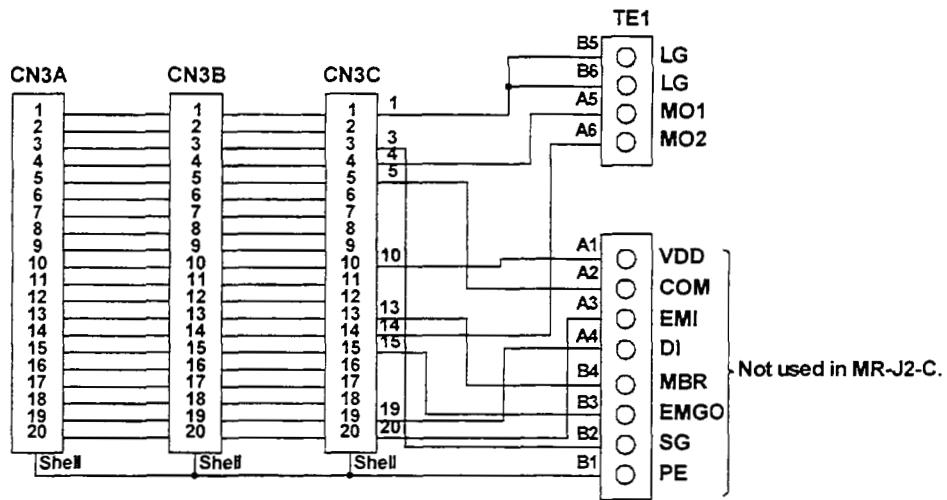 TE1
CN3A CN3B CN3C
B5 LG
B6 LG
A5 MO1
A6 MO2
1 1 1 1
2 2 2
3 3 3 3
4 4 4 4
5 5 5 5
6 6 6
7 7 7
8 8 8
9 9 9
10 10 10 10
11 11 11
12 12 12
13 13 13 13
14 14 14 14
15 15 15 15
16 16 16
17 17 17
18 18 18
19 19 19 19
20 20 20 20
Shell Shell Shell
A1 VDD
A2 COM
A3 EMI
A4 DI
B4 MBR
B3 EMGO
B2 SG
B1 PE
Not used in MR-J2-C.